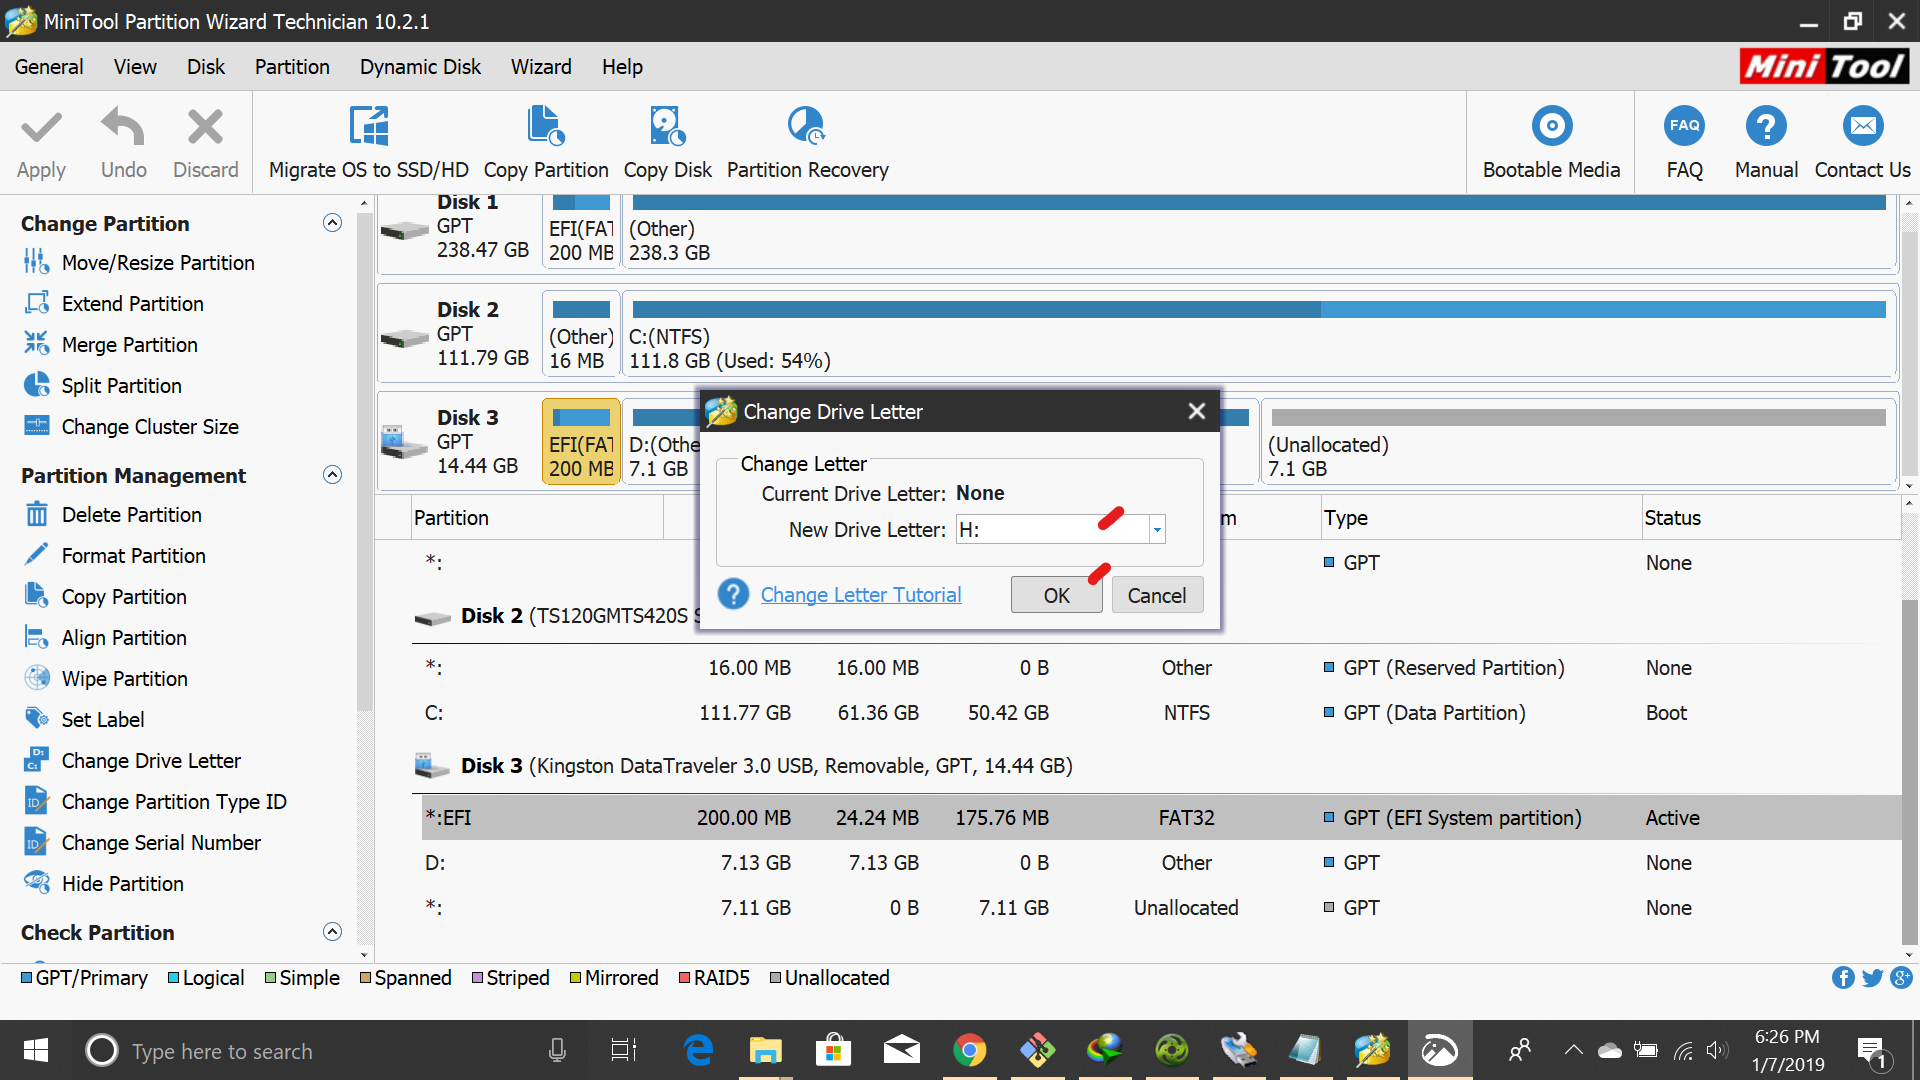 MiniTool Partition Wizard Technician 10.2.1
General View Disk Partition Dynamic Disk Wizard Help
Mini Tool
Apply Undo Discard Migrate OS to SSD/HD Copy Partition Copy Disk Partition Recovery Bootable Media FAQ FAQ Manual Contact Us
Change Partition
Move/Resize Partition
Extend Partition
Merge Partition
Split Partition
Change Cluster Size
Partition Management
Delete Partition
Format Partition
Copy Partition
Align Partition
Wipe Partition
Set Label
Change Drive Letter
Change Partition Type ID
Change Serial Number
Hide Partition
Check Partition
Disk 1
GPT
238.47 GB
EFI(FAT
200 MB
(Other)
238.3 GB
Disk 2
GPT
111.79 GB
(Other)
16 MB
C:(NTFS)
111.8 GB (Used: 54%)
Disk 3
GPT
14.44 GB
EFI(FAT
200 MB
D:(Othe
7.1 GB
(Unallocated)
7.1 GB
Change Drive Letter
Change Letter
Current Drive Letter: None
New Drive Letter: H:
Change Letter Tutorial
OK
Cancel
Partition m Type Status
*: GPT None
Disk 2 (TS120GMTS420S S
*: 16.00 MB 16.00 MB 0 B Other GPT (Reserved Partition) None
C: 111.77 GB 61.36 GB 50.42 GB NTFS GPT (Data Partition) Boot
Disk 3 (Kingston DataTraveler 3.0 USB, Removable, GPT, 14.44 GB)
*:EFI 200.00 MB 24.24 MB 175.76 MB FAT32 GPT (EFI System partition) Active
D: 7.13 GB 7.13 GB 0 B Other GPT None
*: 7.11 GB 0 B 7.11 GB Unallocated GPT None
GPT/Primary Logical Simple Spanned Striped Mirrored RAID5 Unallocated
Type here to search
6:26 PM
1/7/2019
1